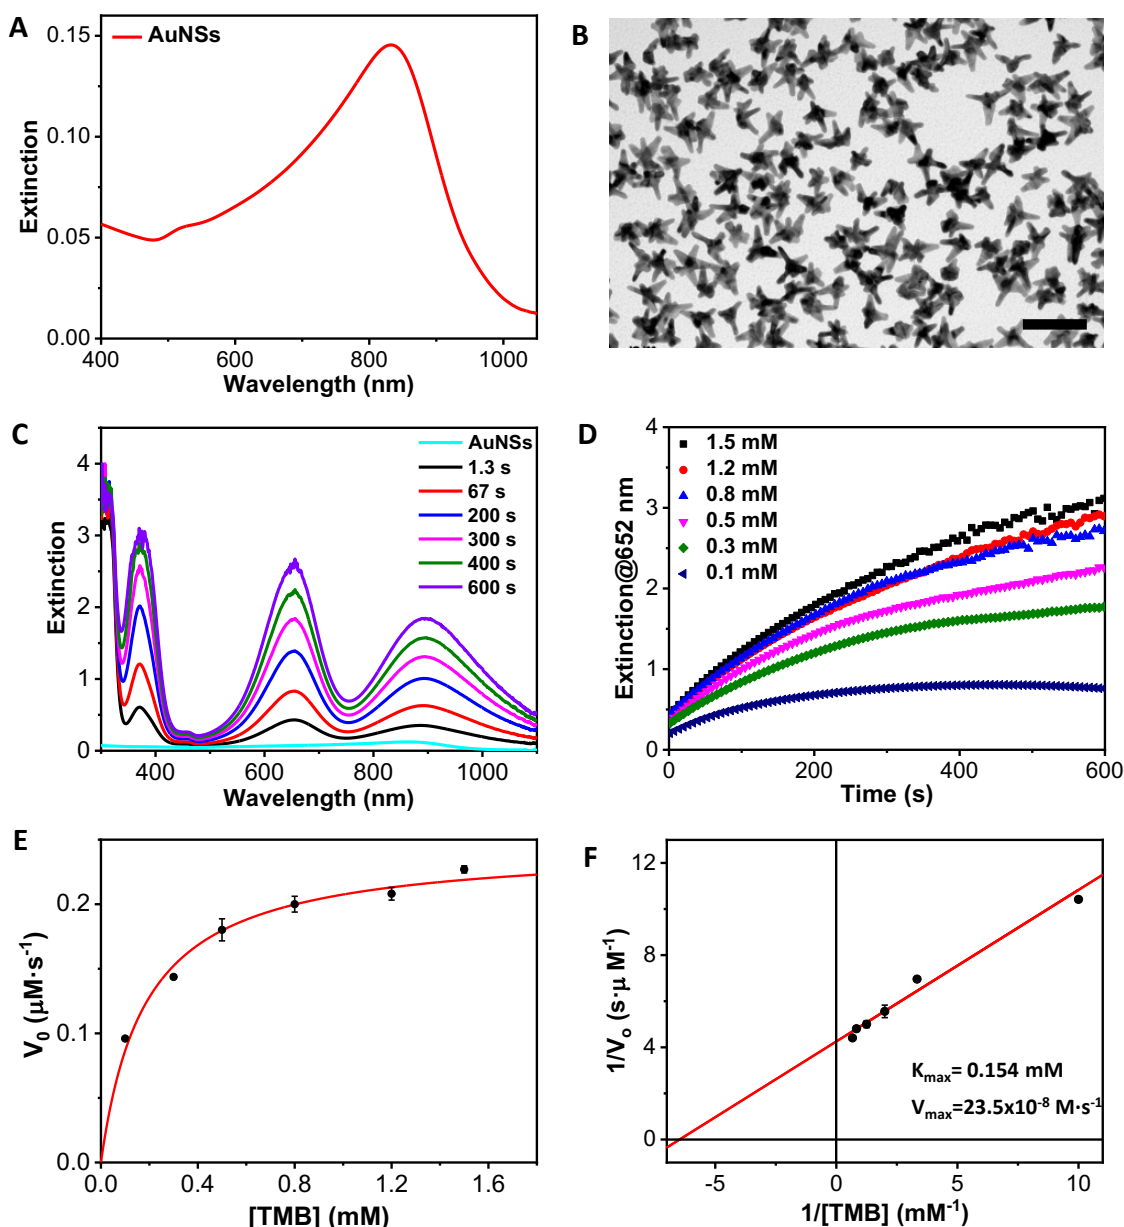 A
AuNSs
0.15
0.10
0.05
0.00
Extinction
400 600 800 1000
Wavelength (nm)
B
C
AuNSs
1.3 s
67 s
200 s
300 s
400 s
600 s
4
3
2
1
0
Extinction
400 600 800 1000
Wavelength (nm)
D
1.5 mM
1.2 mM
0.8 mM
0.5 mM
0.3 mM
0.1 mM
4
3
2
1
0
Extinction@652 nm
0 200 400 600
Time (s)
E
0.2
0.1
0.0
V₀ (μM·s⁻¹)
0.0 0.4 0.8 1.2 1.6
[TMB] (mM)
F
12
8
4
0
1/Vₒ (s·μ M⁻¹)
Kmax= 0.154 mM
Vmax=23.5x10⁻⁸ M·s⁻¹
-5 0 5 10
1/[TMB] (mM⁻¹)